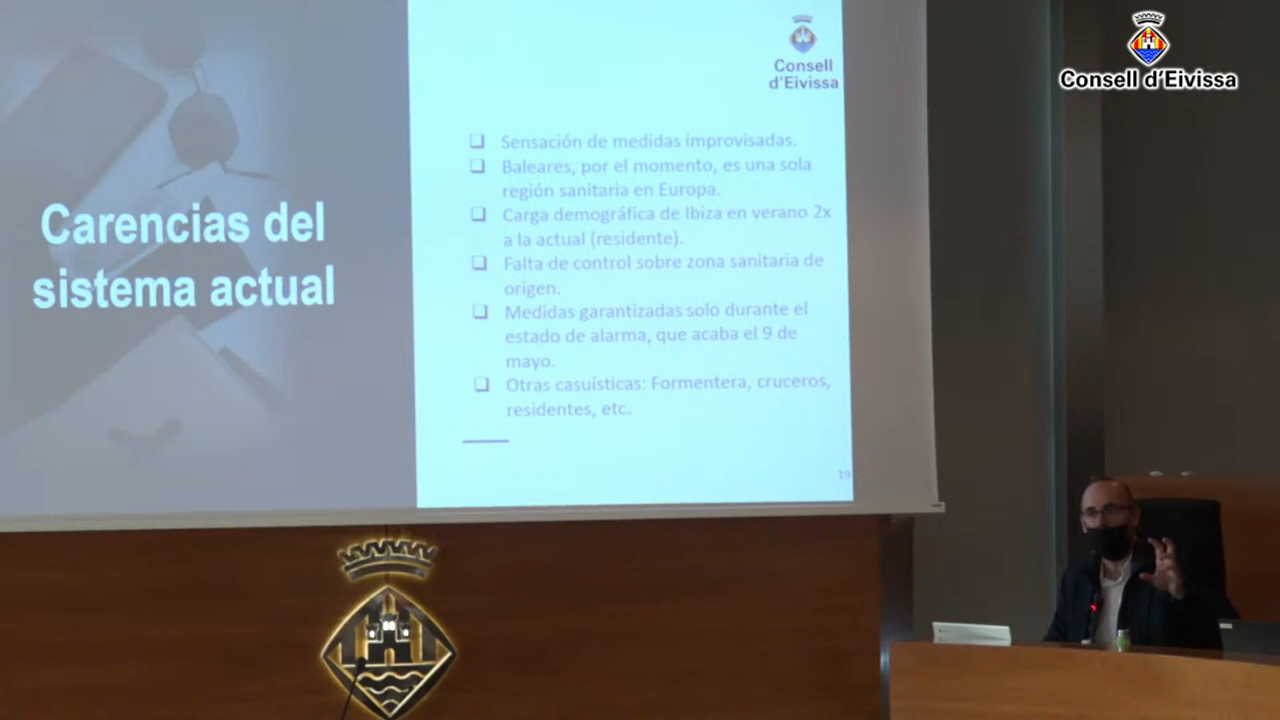 Consell d'Eivissa
Consell
d'Eivissa
Carencias del
sistema actual
❑ Sensación de medidas improvisadas.
❑ Baleares, por el momento, es una sola
región sanitaria en Europa.
❑ Carga demográfica de Ibiza en verano 2x
a la actual (residente).
❑ Falta de control sobre zona sanitaria de
origen.
❑ Medidas garantizadas solo durante el
estado de alarma, que acaba el 9 de
mayo.
❑ Otras casuísticas: Formentera, cruceros,
residentes, etc.
19